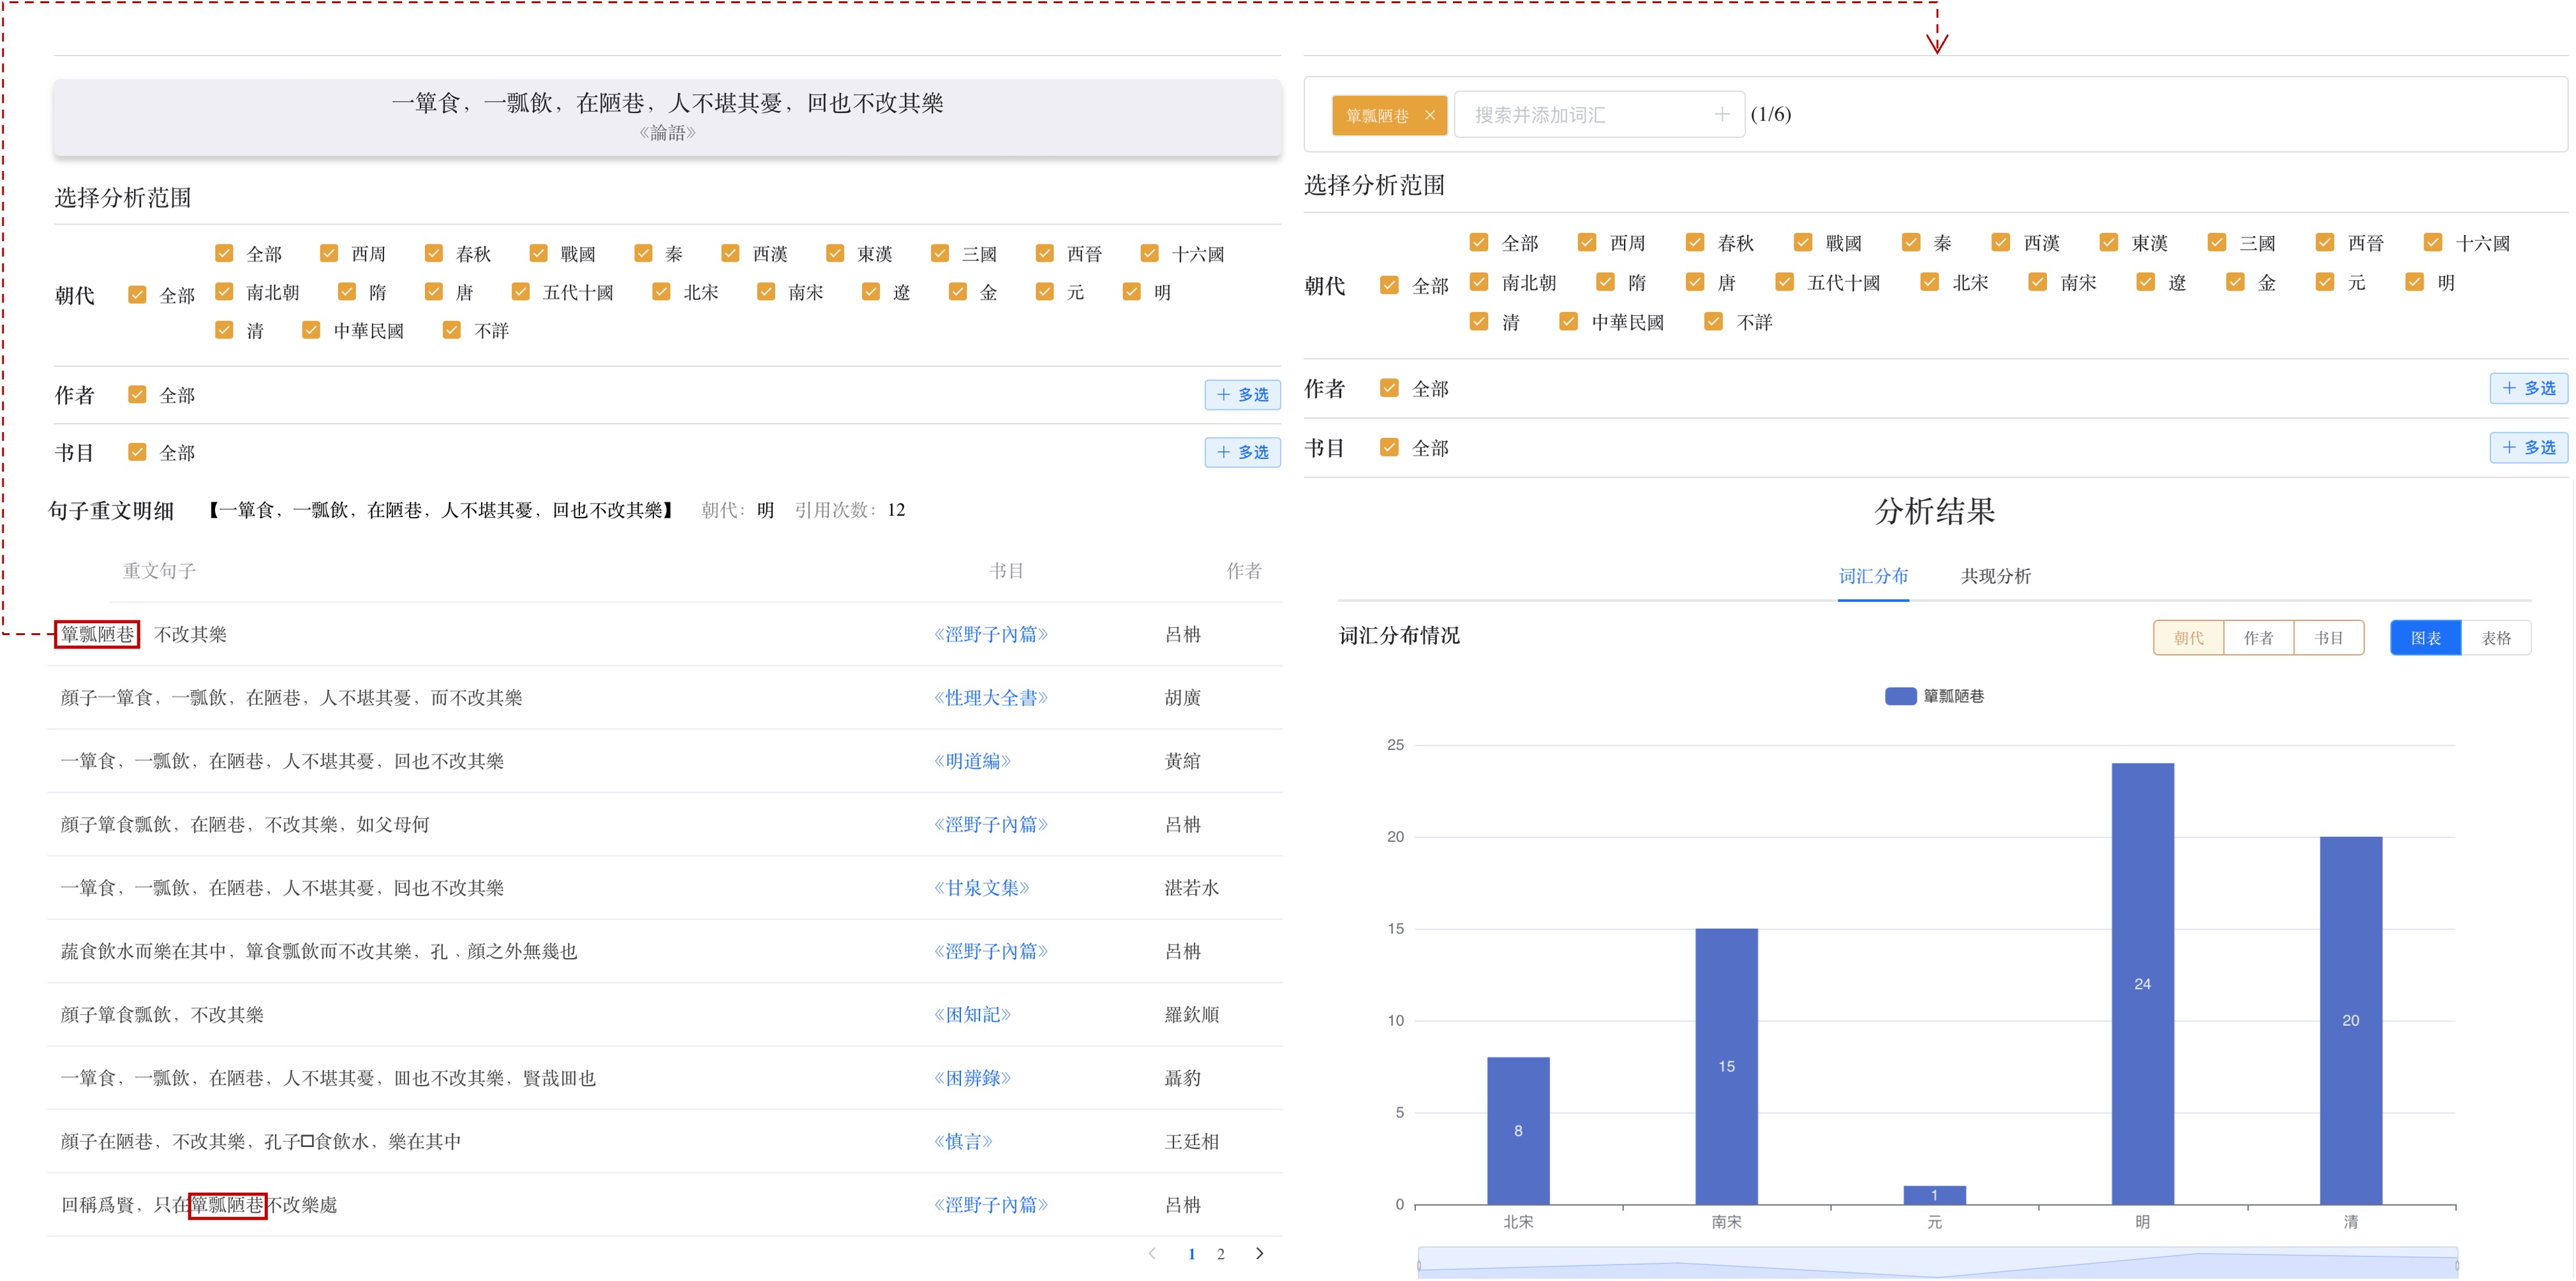 一簞食，一瓢飲，在陋巷，人不堪其憂，回也不改其樂
《論語》
选择分析范围
朝代 全部 全部 西周 春秋 戰國 秦 西漢 東漢 三國 西晉 十六國
南北朝 隋 唐 五代十國 北宋 南宋 遼 金 元 明
清 中華民國 不詳
作者 全部 + 多选
书目 全部 + 多选
句子重文明细 【一簞食，一瓢飲，在陋巷，人不堪其憂，回也不改其樂】 朝代：明 引用次数：12
重文句子 书目 作者
簞瓢陋巷 不改其樂 《涇野子內篇》 呂柟
顔子一簞食，一瓢飲，在陋巷，人不堪其憂，而不改其樂 《性理大全書》 胡廣
一簞食，一瓢飲，在陋巷，人不堪其憂，回也不改其樂 《明道編》 黃綰
顔子簞食瓢飲，在陋巷，不改其樂，如父母何 《涇野子內篇》 呂柟
一簞食，一瓢飲，在陋巷，人不堪其憂，囘也不改其樂 《甘泉文集》 湛若水
蔬食飲水而樂在其中，簞食瓢飲而不改其樂，孔﹑顔之外無幾也 《涇野子內篇》 呂柟
顔子簞食瓢飲，不改其樂 《困知記》 羅欽順
一簞食，一瓢飲，在陋巷，人不堪其憂，囬也不改其樂，賢哉囬也 《困辨錄》 聶豹
顔子在陋巷，不改其樂，孔子□食飲水，樂在其中 《慎言》 王廷相
回稱爲賢，只在簞瓢陋巷不改樂處 《涇野子內篇》 呂柟
< 1 2 >
簞瓢陋巷 × 搜索并添加词汇 + (1/6)
选择分析范围
朝代 全部 全部 西周 春秋 戰國 秦 西漢 東漢 三國 西晉 十六國
南北朝 隋 唐 五代十國 北宋 南宋 遼 金 元 明
清 中華民國 不詳
作者 全部 + 多选
书目 全部 + 多选
分析结果
词汇分布 共现分析
词汇分布情况 朝代 作者 书目 图表 表格
簞瓢陋巷
25
20
15
10
5
0
8
15
1
24
20
北宋 南宋 元 明 清